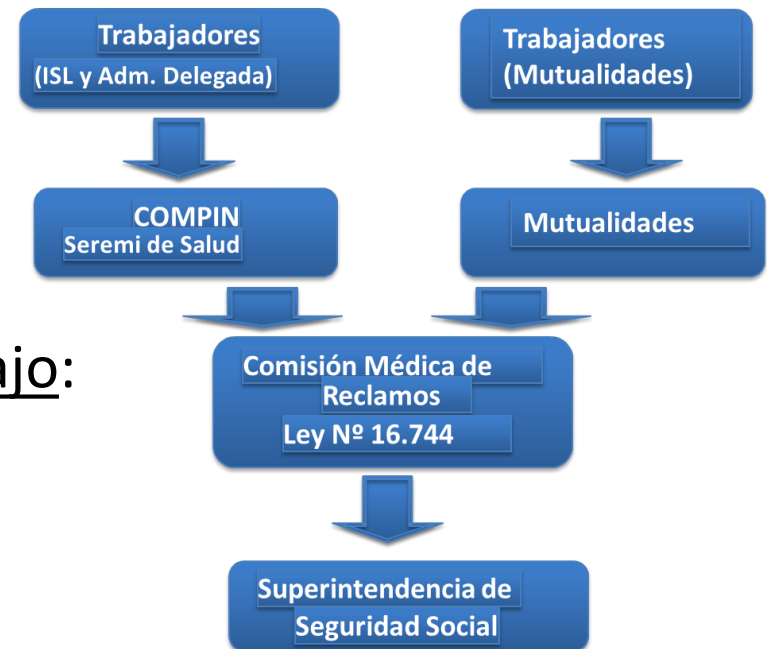 Trabajadores
(ISL y Adm. Delegada)
Trabajadores
(Mutualidades)
COMPIN
Seremi de Salud
Mutualidades
ajo:
Comisión Médica de
Reclamos
Ley Nº 16.744
Superintendencia de
Seguridad Social